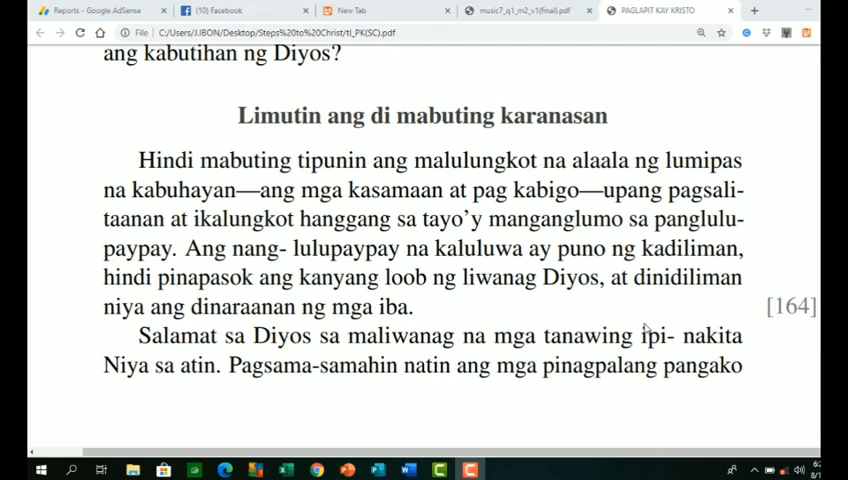 Reports - Google AdSense
(10) Facebook
New Tab
music7_q1_m2_v1(final).pdf
PAGLAPIT KAY KRISTO
File
C:/Users/JJBON/Desktop/Steps%20to%20Christ/tl_PK(SC).pdf
ang kabutihan ng Diyos?
Limutin ang di mabuting karanasan
Hindi mabuting tipunin ang malulungkot na alaala ng lumipas
na kabuhayan—ang mga kasamaan at pag kabigo—upang pagsali-
taanan at ikalungkot hanggang sa tayo'y manganglumo sa panglulu-
paypay. Ang nang- lulupaypay na kaluluwa ay puno ng kadiliman,
hindi pinapasok ang kanyang loob ng liwanag Diyos, at dinidiliman
niya ang dinaraanan ng mga iba.
[164]
Salamat sa Diyos sa maliwanag na mga tanawing ipi- nakita
Niya sa atin. Pagsama-samahin natin ang mga pinagpalang pangako